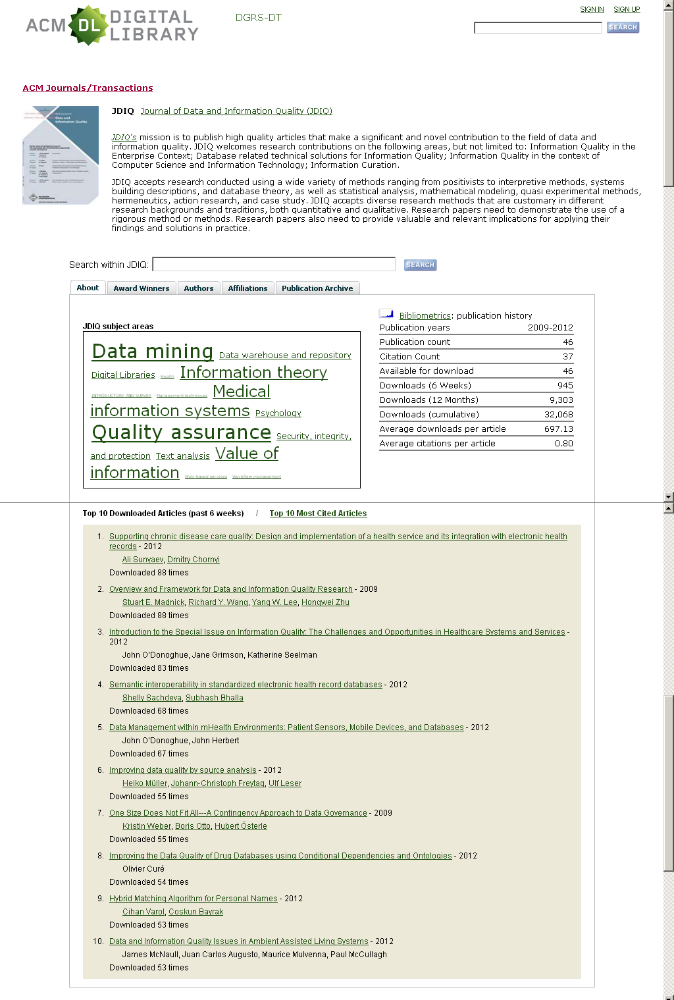 ACM DL DIGITAL LIBRARY
DGRS-DT
SIGN IN SIGN UP
SEARCH
ACM Journals/Transactions
Data and
Information Quality
JDIQ Journal of Data and Information Quality (JDIQ)
JDIQ's mission is to publish high quality articles that make a significant and novel contribution to the field of data and
information quality. JDIQ welcomes research contributions on the following areas, but not limited to: Information Quality in the
Enterprise Context; Database related technical solutions for Information Quality; Information Quality in the context of
Computer Science and Information Technology; Information Curation.
JDIQ accepts research conducted using a wide variety of methods ranging from positivists to interpretive methods, systems
building descriptions, and database theory, as well as statistical analysis, mathematical modeling, quasi experimental methods,
hermeneutics, action research, and case study. JDIQ accepts diverse research methods that are customary in different
research backgrounds and traditions, both quantitative and qualitative. Research papers need to demonstrate the use of a
rigorous method or methods. Research papers also need to provide valuable and relevant implications for applying their
findings and solutions in practice.
Search within JDIQ: SEARCH
About Award Winners Authors Affiliations Publication Archive
JDIQ subject areas
Data mining Data warehouse and repository
Digital Libraries Health Information theory
INTRODUCTORY AND SURVEY Management techniques Medical
information systems Psychology
Quality assurance Security, integrity,
and protection Text analysis Value of
information Web-based services Workflow management
Bibliometrics: publication history
Publication years 2009-2012
Publication count 46
Citation Count 37
Available for download 46
Downloads (6 Weeks) 945
Downloads (12 Months) 9,303
Downloads (cumulative) 32,068
Average downloads per article 697.13
Average citations per article 0.80
Top 10 Downloaded Articles (past 6 weeks) / Top 10 Most Cited Articles
1. Supporting chronic disease care quality: Design and implementation of a health service and its integration with electronic health
records - 2012
Ali Sunyaev, Dmitry Chornyi
Downloaded 88 times
2. Overview and Framework for Data and Information Quality Research - 2009
Stuart E. Madnick, Richard Y. Wang, Yang W. Lee, Hongwei Zhu
Downloaded 88 times
3. Introduction to the Special Issue on Information Quality: The Challenges and Opportunities in Healthcare Systems and Services -
2012
John O'Donoghue, Jane Grimson, Katherine Seelman
Downloaded 83 times
4. Semantic interoperability in standardized electronic health record databases - 2012
Shelly Sachdeva, Subhash Bhalla
Downloaded 68 times
5. Data Management within mHealth Environments: Patient Sensors, Mobile Devices, and Databases - 2012
John O'Donoghue, John Herbert
Downloaded 67 times
6. Improving data quality by source analysis - 2012
Heiko Müller, Johann-Christoph Freytag, Ulf Leser
Downloaded 55 times
7. One Size Does Not Fit All---A Contingency Approach to Data Governance - 2009
Kristin Weber, Boris Otto, Hubert Österle
Downloaded 55 times
8. Improving the Data Quality of Drug Databases using Conditional Dependencies and Ontologies - 2012
Olivier Curé
Downloaded 54 times
9. Hybrid Matching Algorithm for Personal Names - 2012
Cihan Varol, Coskun Bayrak
Downloaded 53 times
10. Data and Information Quality Issues in Ambient Assisted Living Systems - 2012
James McNaull, Juan Carlos Augusto, Maurice Mulvenna, Paul McCullagh
Downloaded 53 times